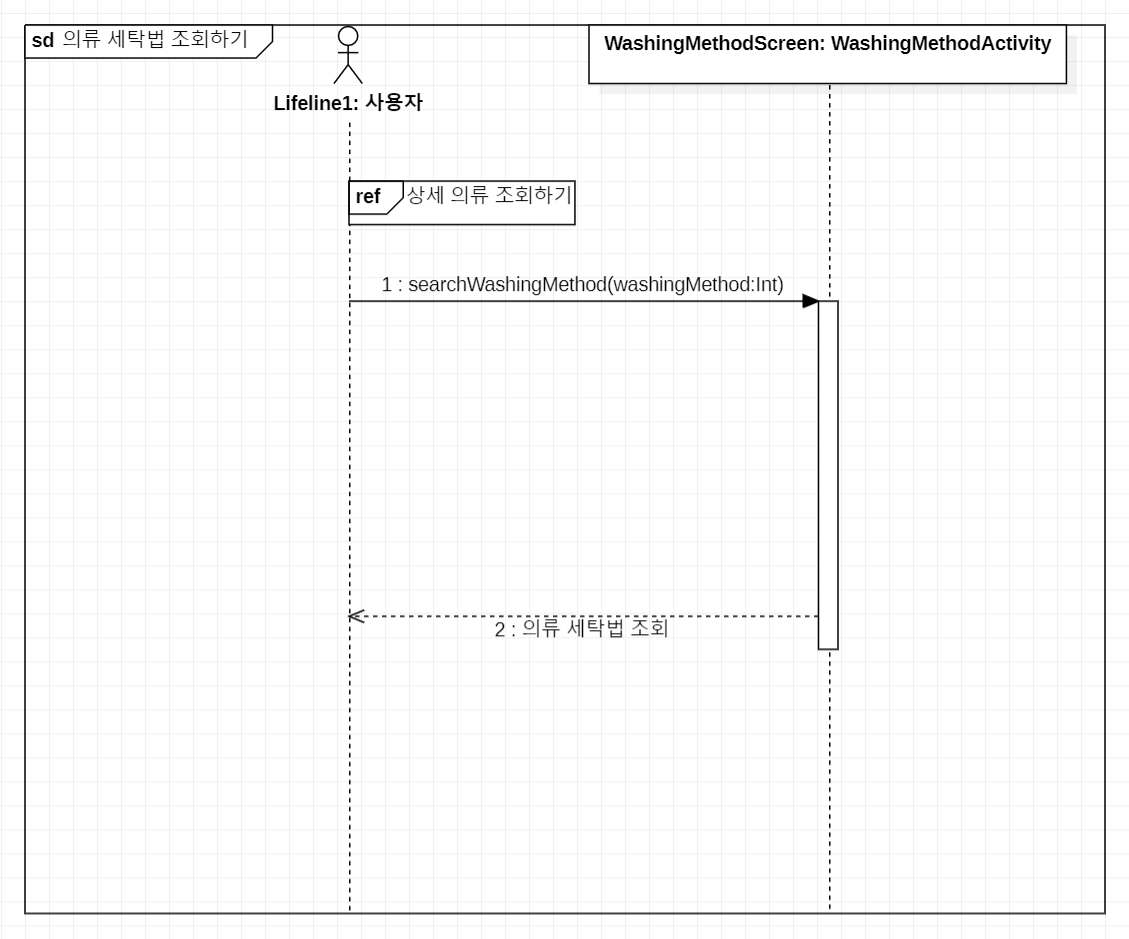 sd 의류 세탁법 조회하기
WashingMethodScreen: WashingMethodActivity
Lifeline1: 사용자
ref 상세 의류 조회하기
1 : searchWashingMethod(washingMethod:Int)
2 : 의류 세탁법 조회